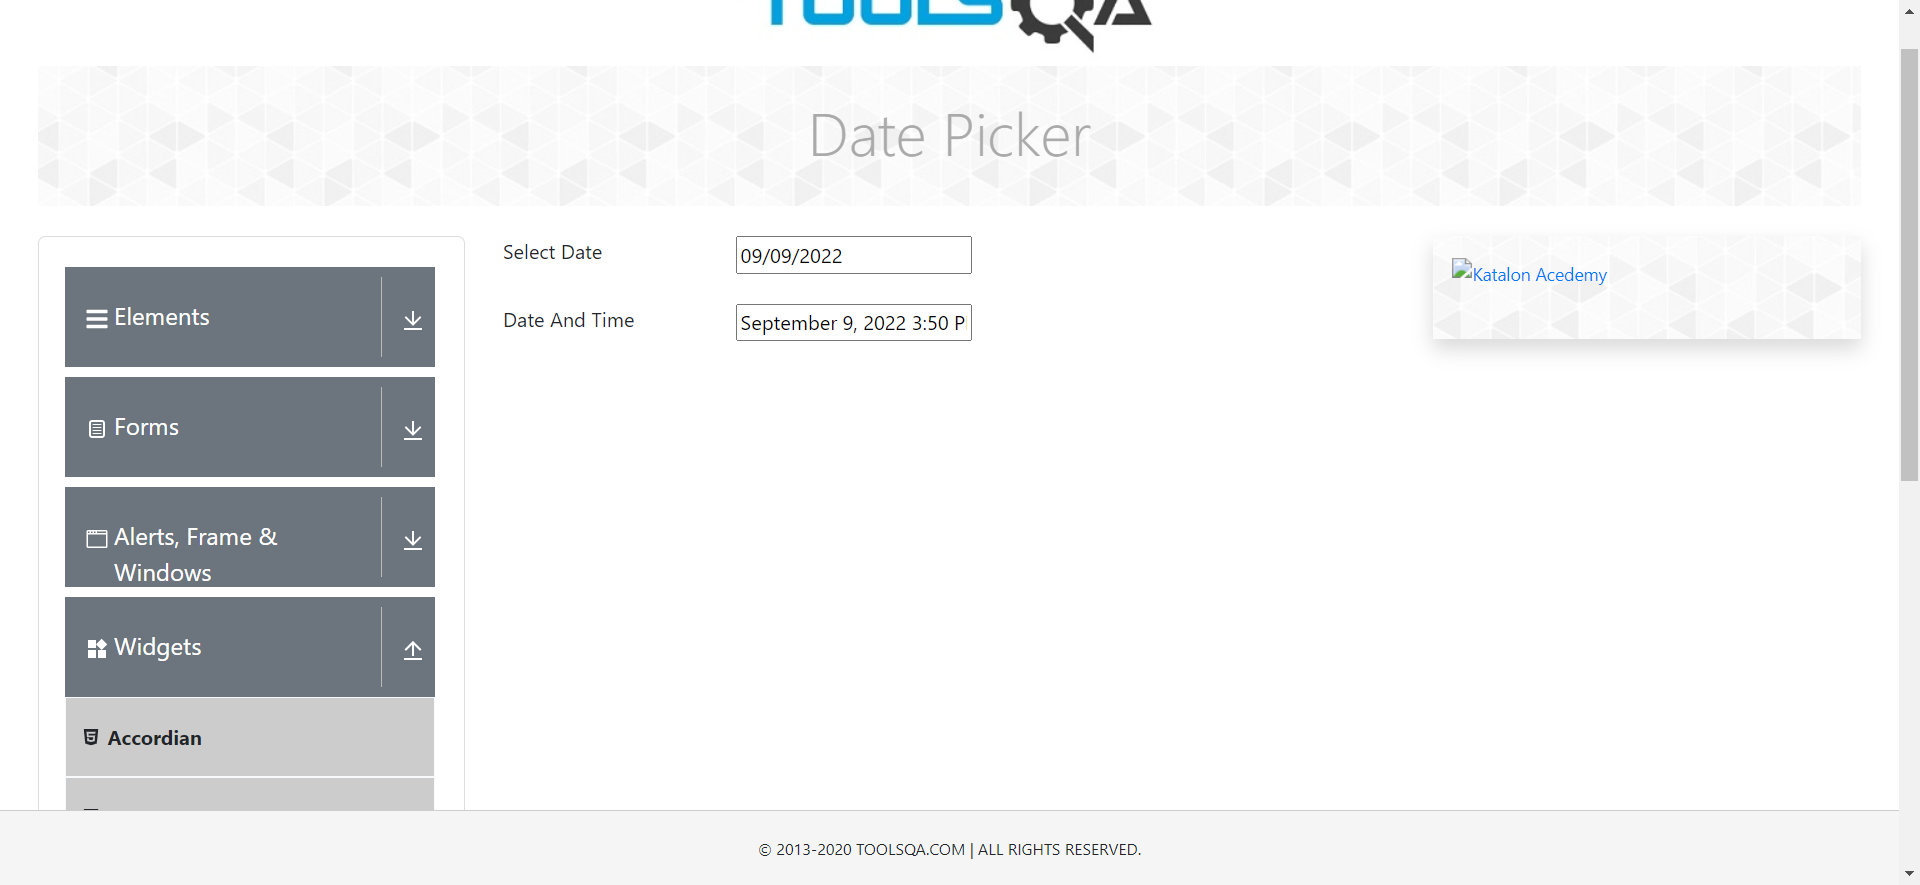 TOOLSQA
Date Picker
Select Date
09/09/2022
Katalon Acedemy
Elements
Date And Time
September 9, 2022 3:50 P
Forms
Alerts, Frame &
Windows
Widgets
Accordian
© 2013-2020 TOOLSQA.COM | ALL RIGHTS RESERVED.